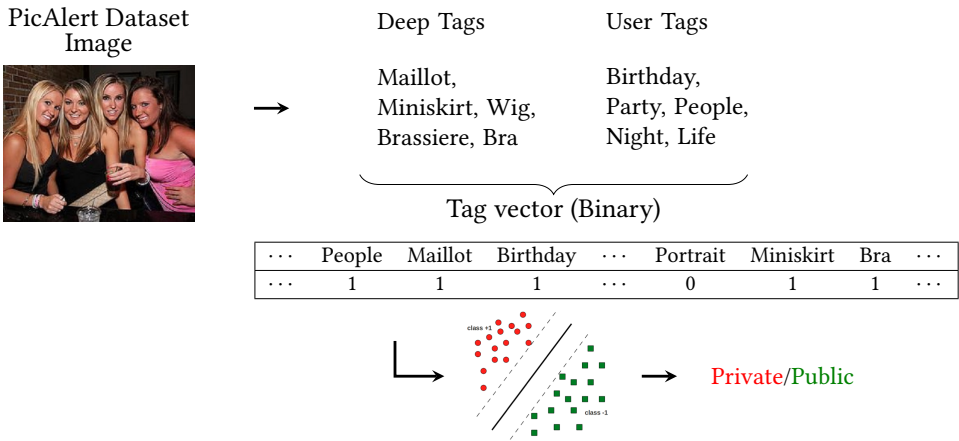 PicAlert Dataset
Image
Deep Tags
Maillot,
Miniskirt, Wig,
Brassiere, Bra
User Tags
Birthday,
Party, People,
Night, Life
Tag vector (Binary)
··· People Maillot Birthday ··· Portrait Miniskirt Bra ···
··· 1 1 1 ··· 0 1 1 ···
class +1
class -1
Private/Public